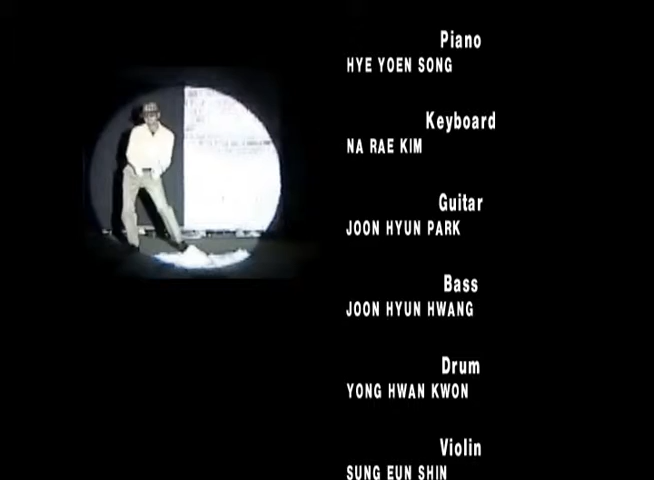 Piano
HYE YOEN SONG
Keyboard
NA RAE KIM
Guitar
JOON HYUN PARK
Bass
JOON HYUN HWANG
Drum
YONG HWAN KWON
Violin
SUNG EUN SHIN